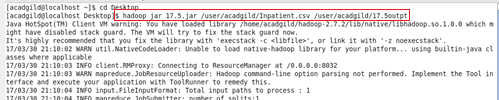 [acadgild@localhost ~]$ cd Desktop
[acadgild@localhost Desktop]$ hadoop jar 17.5.jar /user/acadgild/Inpatient.csv /user/acadgild/17.5outpt
Java HotSpot(TM) Client VM warning: You have loaded library /home/acadgild/hadoop-2.7.2/lib/native/libhadoop.so.1.0.0 which m
ight have disabled stack guard. The VM will try to fix the stack guard now.
It's highly recommended that you fix the library with 'execstack -c <libfile>', or link it with '-z noexecstack'.
17/03/30 21:10:02 WARN util.NativeCodeLoader: Unable to load native-hadoop library for your platform... using builtin-java cl
asses where applicable
17/03/30 21:10:03 INFO client.RMProxy: Connecting to ResourceManager at /0.0.0.0:8032
17/03/30 21:10:03 WARN mapreduce.JobResourceUploader: Hadoop command-line option parsing not performed. Implement the Tool in
terface and execute your application with ToolRunner to remedy this.
17/03/30 21:10:04 INFO input.FileInputFormat: Total input paths to process : 1
17/03/30 21:10:04 INFO mapreduce.JobSubmitter: number of splits:1